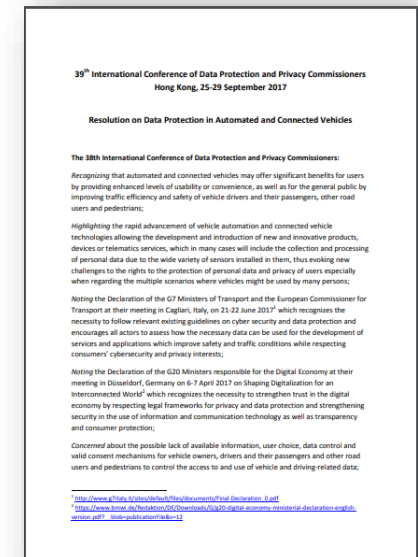 39th International Conference of Data Protection and Privacy Commissioners
Hong Kong, 25-29 September 2017
Resolution on Data Protection in Automated and Connected Vehicles
The 38th International Conference of Data Protection and Privacy Commissioners:
Recognizing that automated and connected vehicles may offer significant benefits for users
by providing enhanced levels of usability or convenience, as well as for the general public by
improving traffic efficiency and safety of vehicle drivers and their passengers, other road
users and pedestrians;
Highlighting the rapid advancement of vehicle automation and connected vehicle
technologies allowing the development and introduction of new and innovative products,
devices or telematics services, which in many cases will include the collection and processing
of personal data due to the wide variety of sensors installed in them, thus evoking new
challenges to the rights to the protection of personal data and privacy of users especially
when regarding the multiple scenarios where vehicles might be used by many persons;
Noting the Declaration of the G7 Ministers of Transport and the European Commissioner for
Transport at their meeting in Cagliari, Italy, on 21-22 June 2017¹ which recognizes the
necessity to follow relevant existing guidelines on cyber security and data protection and
encourages all actors to assess how the necessary data can be used for the development of
services and applications which improve safety and traffic conditions while respecting
consumers' cybersecurity and privacy interests;
Noting the Declaration of the G20 Ministers responsible for the Digital Economy at their
meeting in Düsseldorf, Germany on 6-7 April 2017 on Shaping Digitalization for an
Interconnected World² which recognizes the necessity to strengthen trust in the digital
economy by respecting legal frameworks for privacy and data protection and strengthening
security in the use of information and communication technology as well as transparency
and consumer protection;
Concerned about the possible lack of available information, user choice, data control and
valid consent mechanisms for vehicle owners, drivers and their passengers and other road
users and pedestrians to control the access to and use of vehicle and driving-related data;
¹ http://www.g7italy.it/sites/default/files/documents/Final Declaration_0.pdf
² https://www.bmwi.de/Redaktion/DE/Downloads/G/g20-digital-economy-ministerial-declaration-english-
version.pdf?__blob=publicationFile&v=12